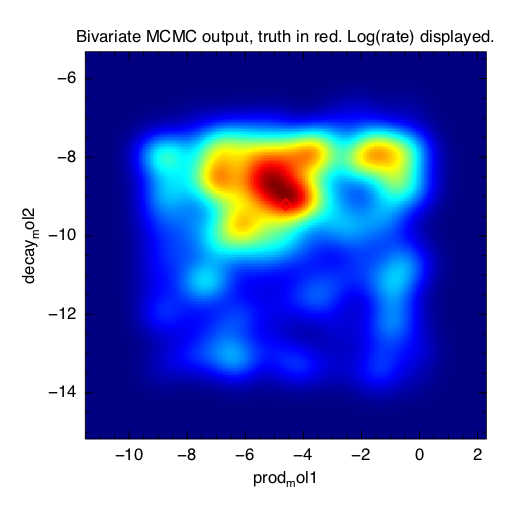 Bivariate MCMC output, truth in red. Log(rate) displayed.
−6
−8
−10
−12
−14
decay_mol2
−10 −8 −6 −4 −2 0 2
prod_mol1